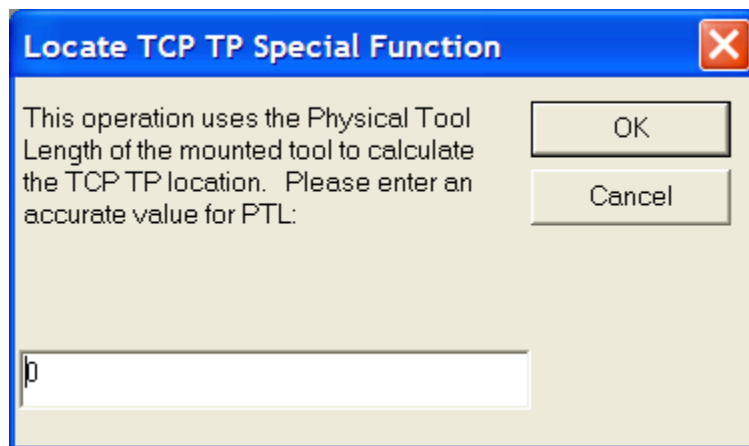 Locate TCP TP Special Function
This operation uses the Physical Tool
Length of the mounted tool to calculate
the TCP TP location. Please enter an
accurate value for PTL:
OK
Cancel
0